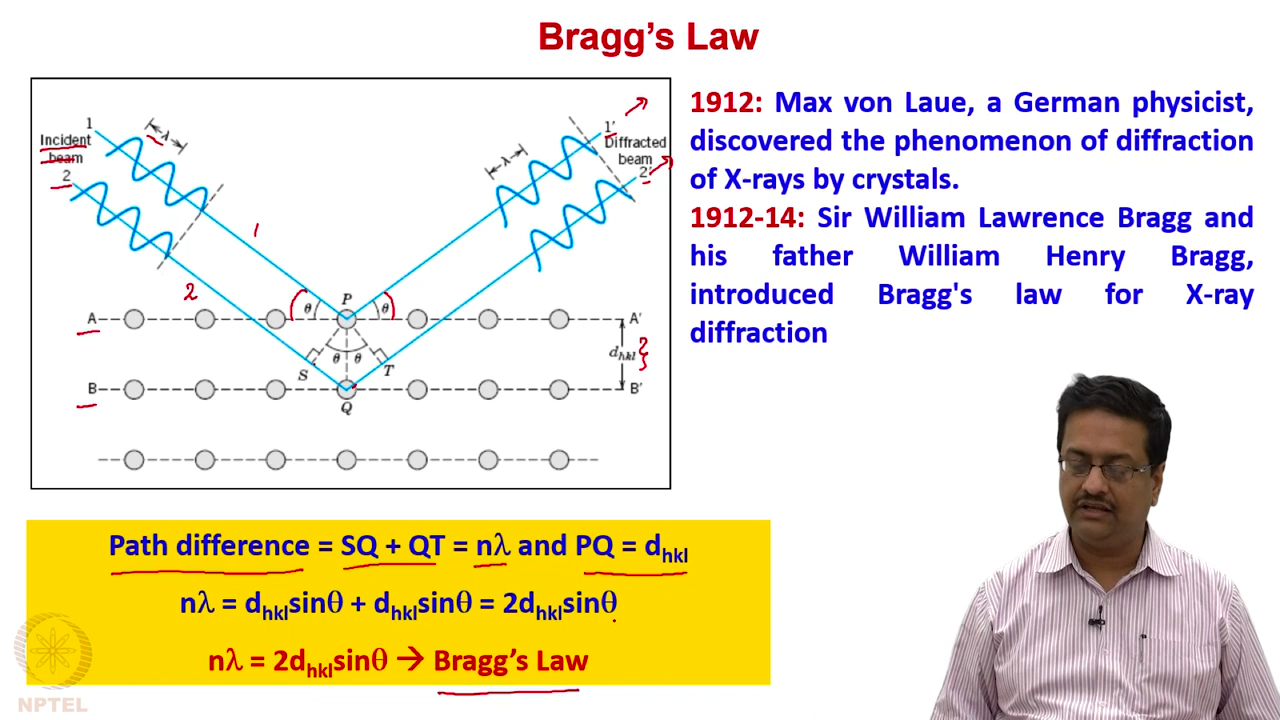 Bragg's Law
1
Incident
beam
2
λ
λ
1'
Diffracted
beam
2'
1
2
P
θ
θ
A
A'
θ
θ
d_hkl
S
T
B
B'
Q
1912: Max von Laue, a German physicist,
discovered the phenomenon of diffraction
of X-rays by crystals.
1912-14: Sir William Lawrence Bragg and
his father William Henry Bragg,
introduced Bragg's law for X-ray
diffraction
Path difference = SQ + QT = nλ and PQ = d_hkl
nλ = d_hkl sinθ + d_hkl sinθ = 2d_hkl sinθ
nλ = 2d_hkl sinθ → Bragg's Law
NPTEL